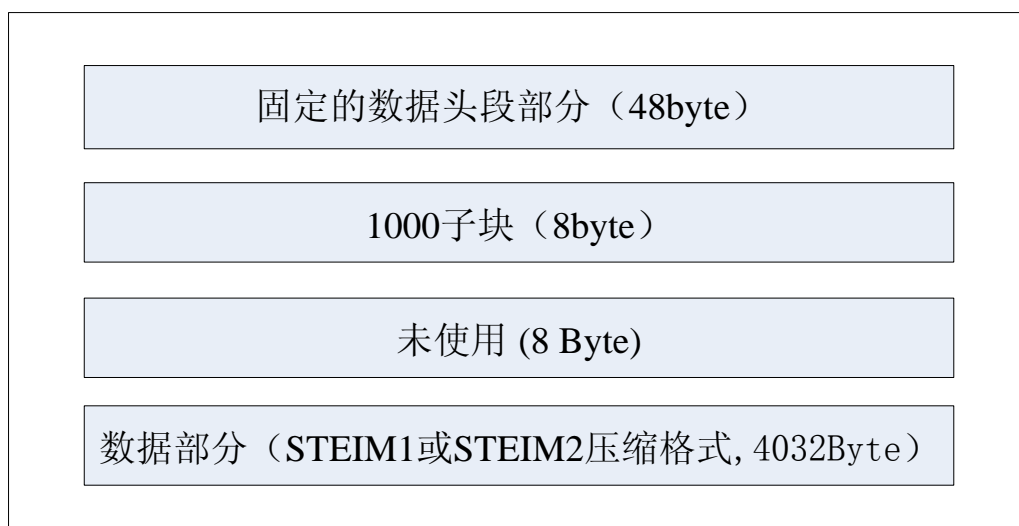 固定的数据头段部分（48byte）
1000子块（8byte）
未使用 (8 Byte)
数据部分（STEIM1或STEIM2压缩格式, 4032Byte）